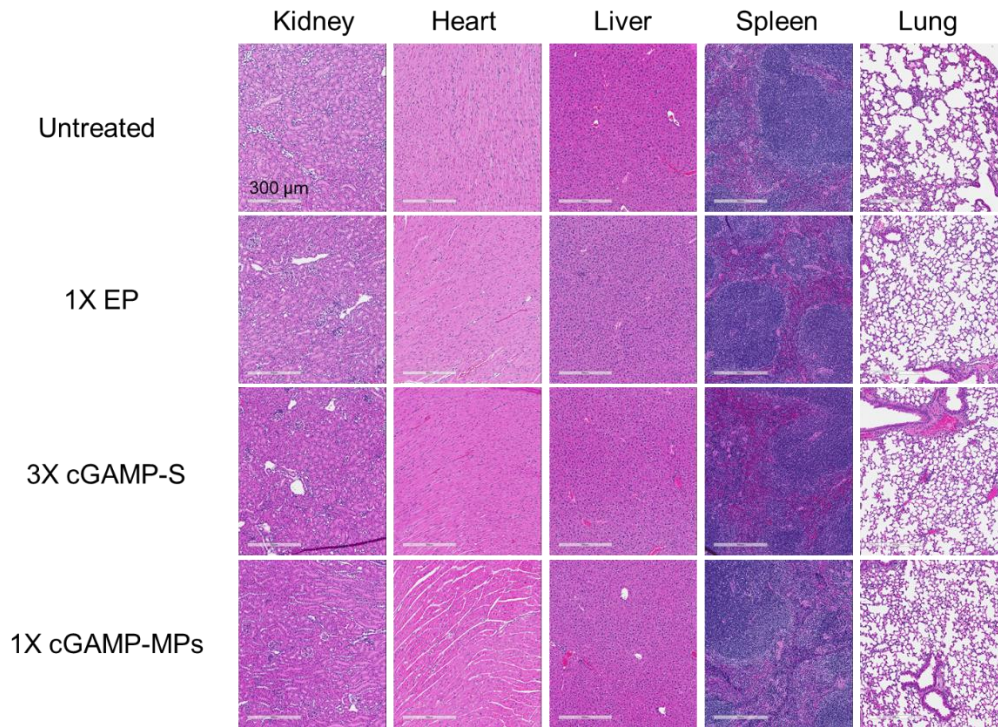 Kidney Heart Liver Spleen Lung
Untreated
300 µm
1X EP
3X cGAMP-S
1X cGAMP-MPs